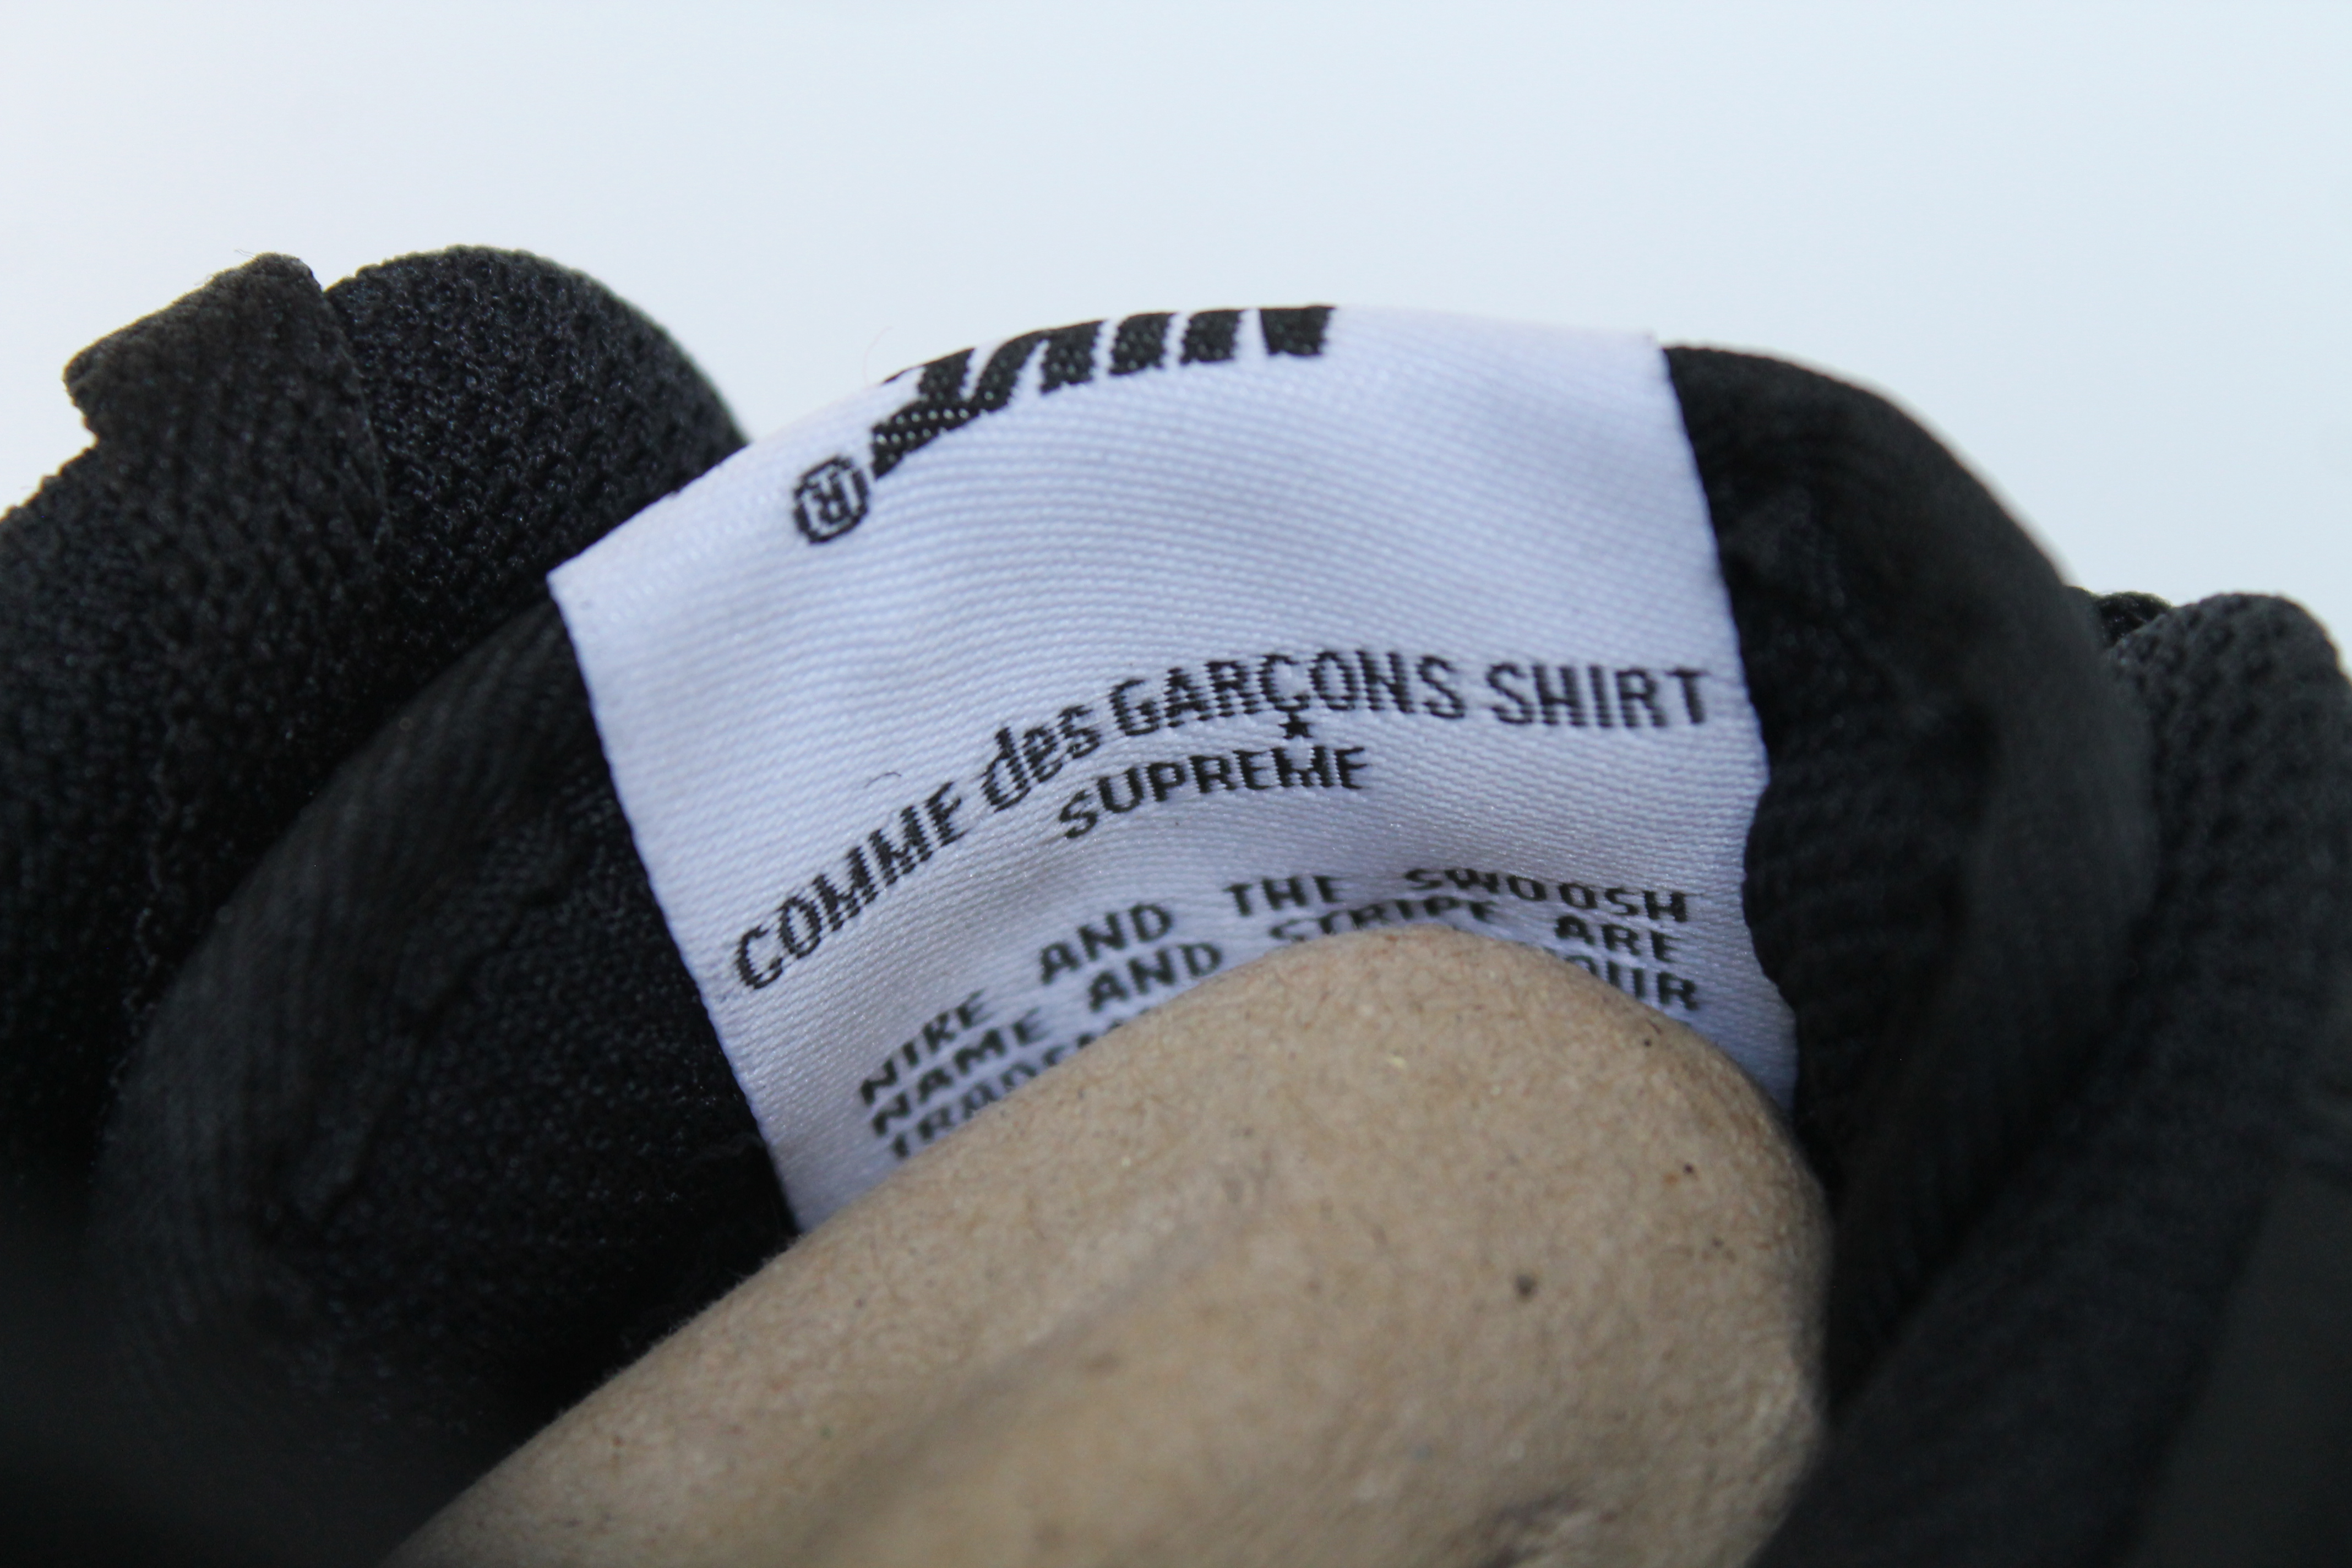 ®
COMME des GARÇONS SHIRT
★
SUPREME
NIKE AND THE SWOOSH
NAME AND STRIPE ARE